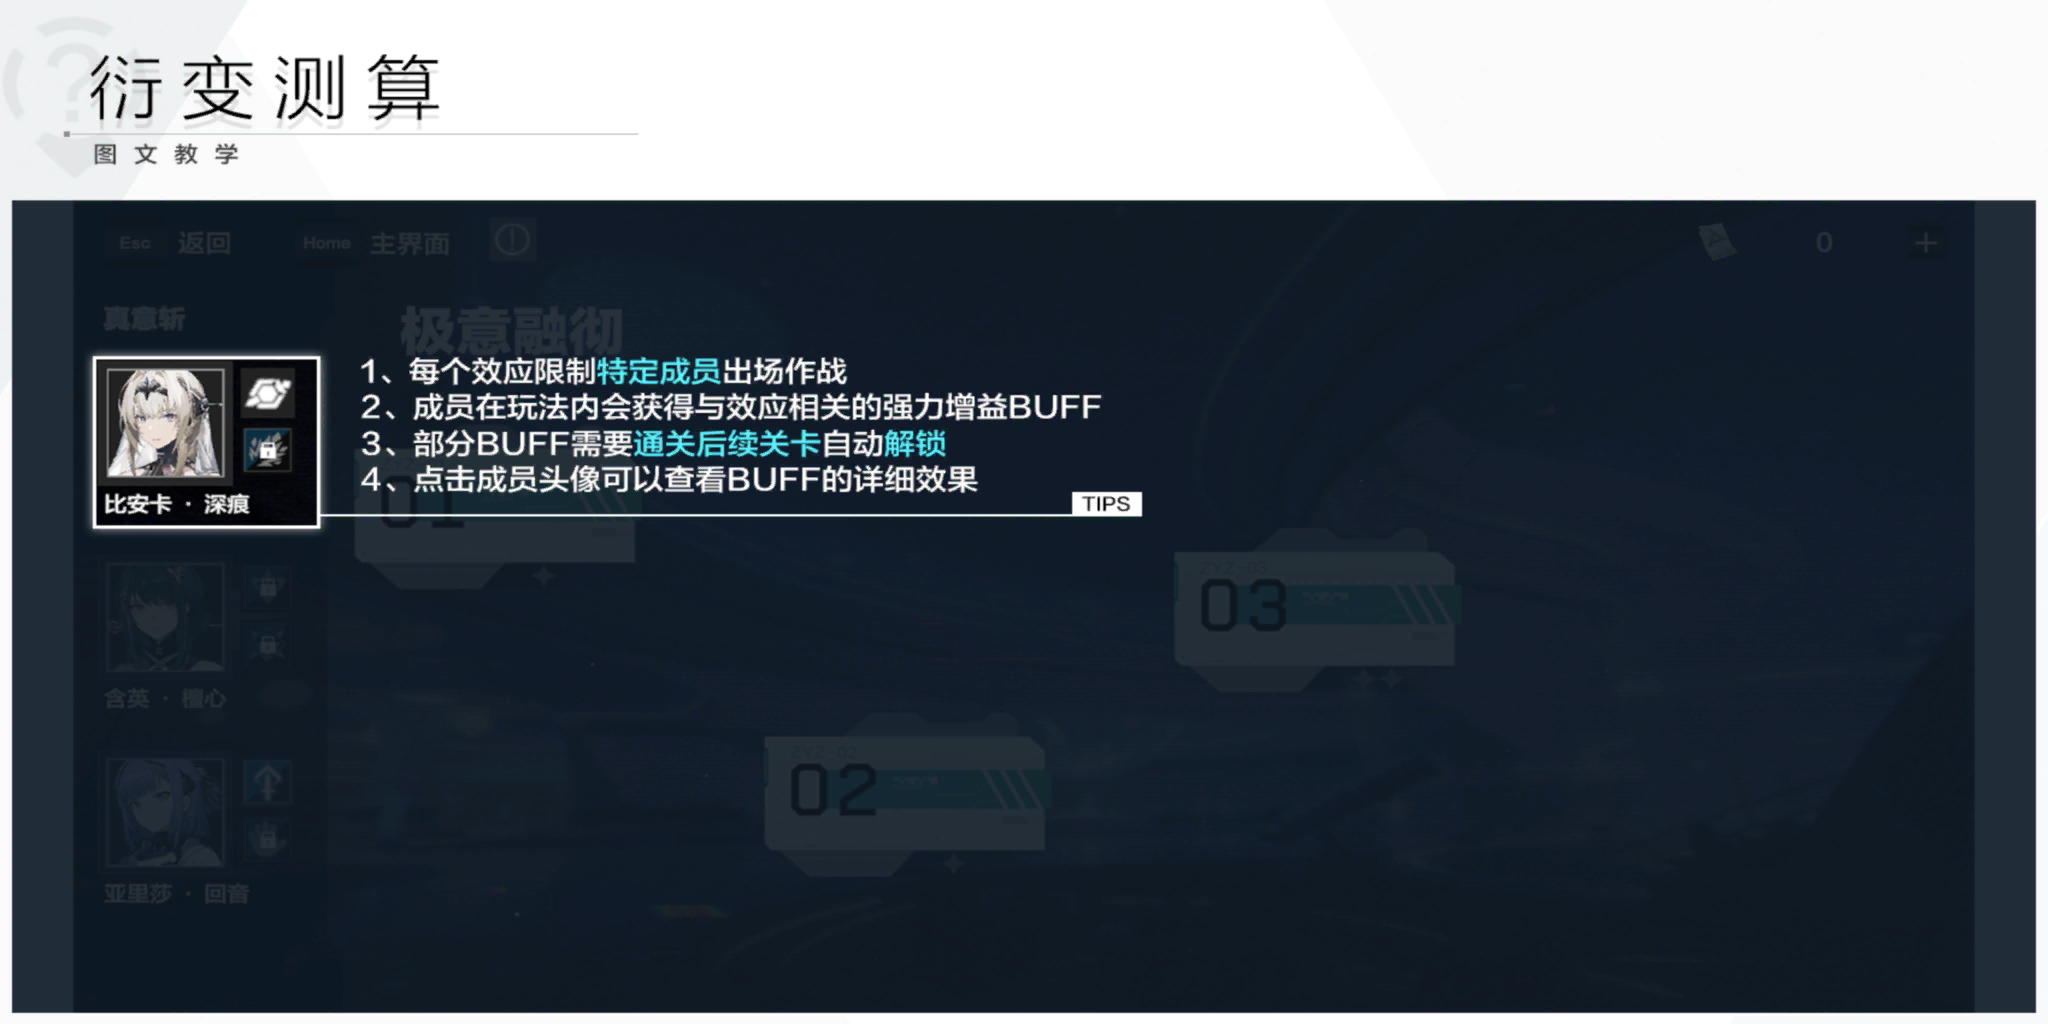 衍变测算
图文教学
Esc 返回 Home 主界面
0
真意斩
极意融彻
1、每个效应限制特定成员出场作战
2、成员在玩法内会获得与效应相关的强力增益BUFF
3、部分BUFF需要通关后续关卡自动解锁
4、点击成员头像可以查看BUFF的详细效果
TIPS
比安卡·深痕
01
ZYZ-03
03
含英·檀心
ZYZ-02
02
亚里莎·回音